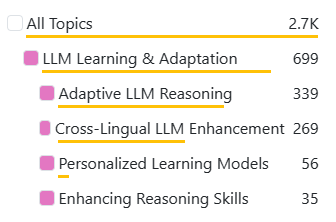 All Topics 2.7K
LLM Learning & Adaptation 699
Adaptive LLM Reasoning 339
Cross-Lingual LLM Enhancement 269
Personalized Learning Models 56
Enhancing Reasoning Skills 35